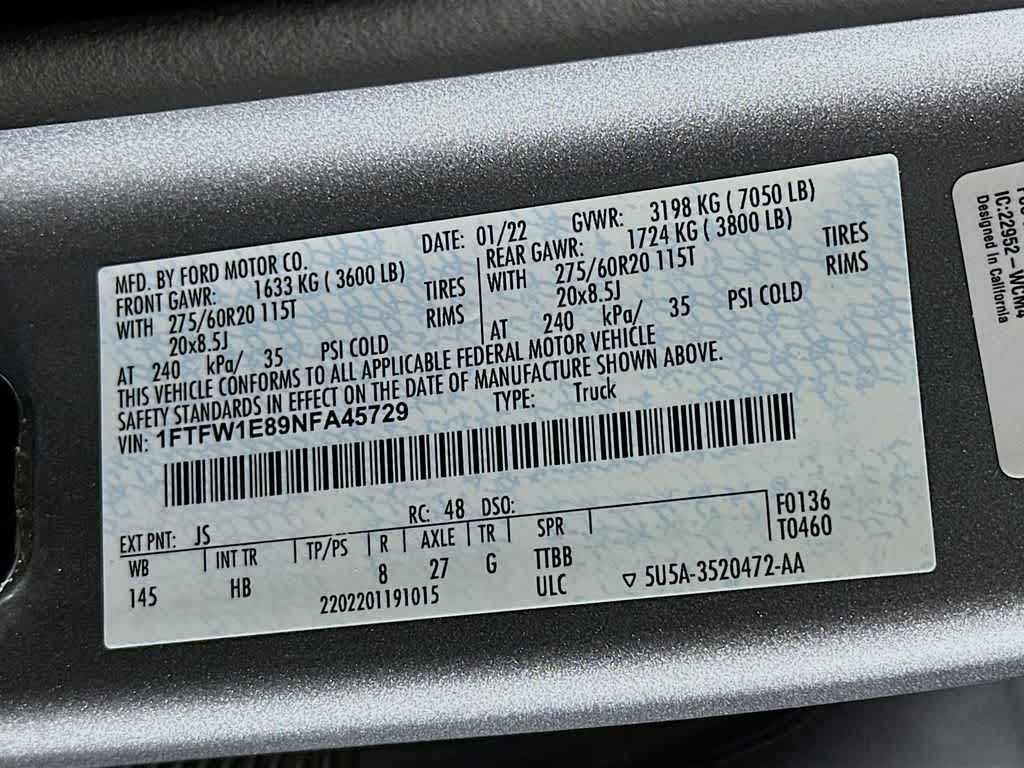 MFD. BY FORD MOTOR CO.
DATE: 01/22 GVWR: 3198 KG ( 7050 LB)
FRONT GAWR: 1633 KG ( 3600 LB)
WITH 275/60R20 115T TIRES
20x8.5J RIMS
AT 240 kPa/ 35 PSI COLD
REAR GAWR: 1724 KG ( 3800 LB)
WITH 275/60R20 115T TIRES
20x8.5J RIMS
AT 240 kPa/ 35 PSI COLD
THIS VEHICLE CONFORMS TO ALL APPLICABLE FEDERAL MOTOR VEHICLE
SAFETY STANDARDS IN EFFECT ON THE DATE OF MANUFACTURE SHOWN ABOVE.
VIN: 1FTFW1E89NFA45729 TYPE: Truck
EXT PNT: JS RC: 48 DSO: F0136
WB INT TR TP/PS R AXLE TR SPR T0460
145 HB 8 27 G TTBB
2202201191015 ULC ▽ 5U5A-3520472-AA
IC:22952-WCM4
Designed In California